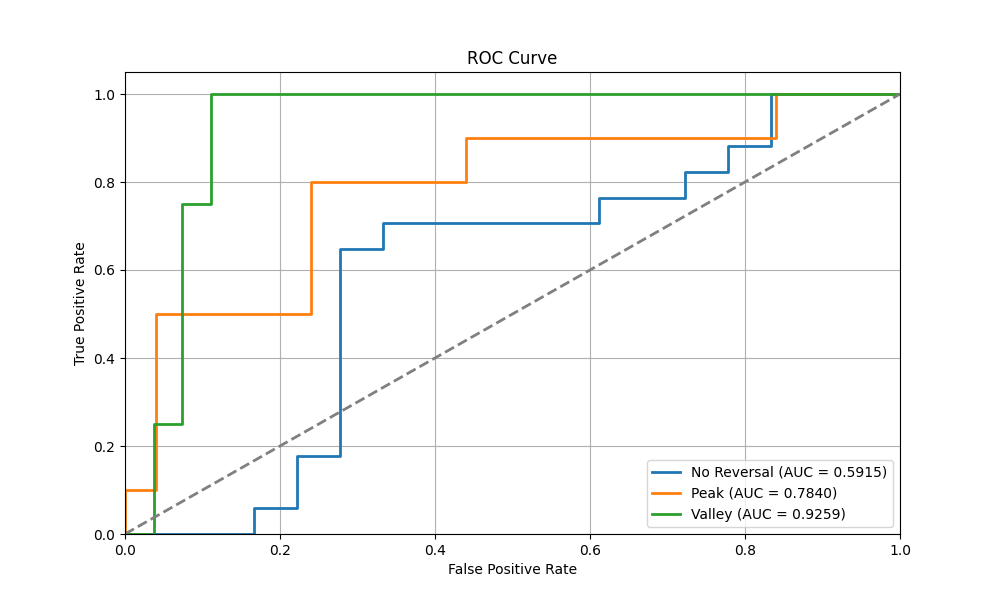 ROC Curve
True Positive Rate
1.0
0.8
0.6
0.4
0.2
0.0
0.0 0.2 0.4 0.6 0.8 1.0
False Positive Rate
No Reversal (AUC = 0.5915)
Peak (AUC = 0.7840)
Valley (AUC = 0.9259)